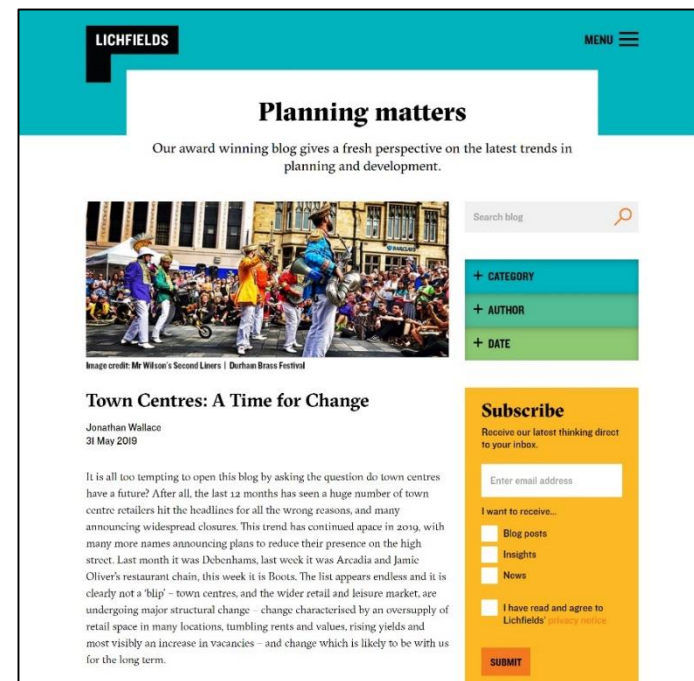 LICHFIELDS
MENU
Planning matters
Our award winning blog gives a fresh perspective on the latest trends in
planning and development.
Search blog
BARCLAYS
+ CATEGORY
+ AUTHOR
+ DATE
Image credit: Mr Wilson's Second Liners | Durham Brass Festival
Town Centres: A Time for Change
Jonathan Wallace
31 May 2019
It is all too tempting to open this blog by asking the question do town centres
have a future? After all, the last 12 months has seen a huge number of town
centre retailers hit the headlines for all the wrong reasons, and many
announcing widespread closures. This trend has continued apace in 2019, with
many more names announcing plans to reduce their presence on the high
street. Last month it was Debenhams, last week it was Arcadia and Jamie
Oliver's restaurant chain, this week it is Boots. The list appears endless and it is
clearly not a 'blip' – town centres, and the wider retail and leisure market, are
undergoing major structural change – change characterised by an oversupply of
retail space in many locations, tumbling rents and values, rising yields and
most visibly an increase in vacancies – and change which is likely to be with us
for the long term.
Subscribe
Receive our latest thinking direct
to your inbox.
Enter email address
I want to receive...
Blog posts
Insights
News
I have read and agree to
Lichfields' privacy notice
SUBMIT